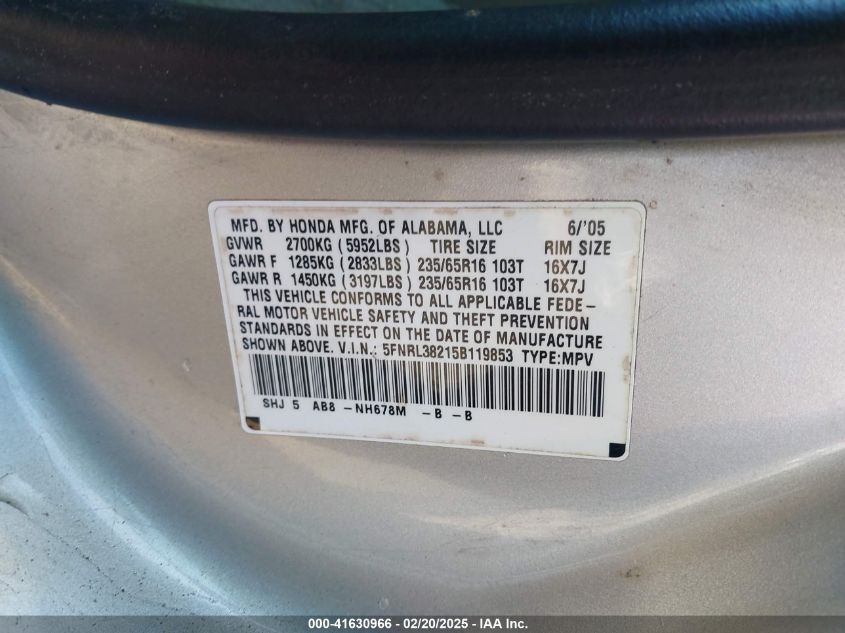 MFD. BY HONDA MFG. OF ALABAMA, LLC 6/'05
GVWR 2700KG (5952LBS) TIRE SIZE RIM SIZE
GAWR F 1285KG (2833LBS) 235/65R16 103T 16X7J
GAWR R 1450KG (3197LBS) 235/65R16 103T 16X7J
THIS VEHICLE CONFORMS TO ALL APPLICABLE FEDE-
RAL MOTOR VEHICLE SAFETY AND THEFT PREVENTION
STANDARDS IN EFFECT ON THE DATE OF MANUFACTURE
SHOWN ABOVE. V.I.N.: 5FNRL38215B119853 TYPE:MPV
SHJ 5 AB8 -NH678M -B -B
000-41630966 - 02/20/2025 - IAA Inc.